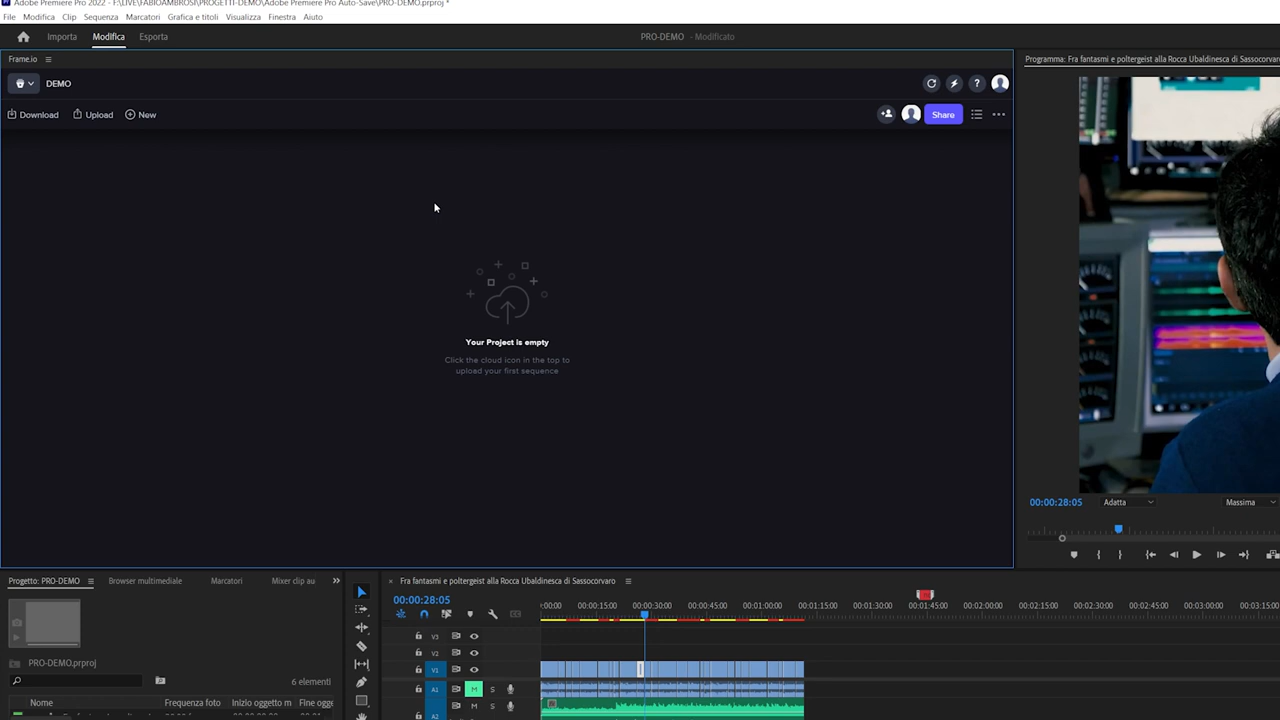 Adobe Premiere Pro 2022 - F:\LIVE\FABIOAMBROSI\PROGETTI-DEMO\Adobe Premiere Pro Auto-Save\PRO-DEMO.prproj *
File Modifica Clip Sequenza Marcatori Grafica e titoli Visualizza Finestra Aiuto
Importa Modifica Esporta
PRO-DEMO - Modificato
Frame.io
Programma: Fra fantasmi e poltergeist alla Rocca Ubaldinesca di Sassocorvaro
DEMO
Download Upload New
Share
Your Project is empty
Click the cloud icon in the top to
upload your first sequence
00:00:28:05 Adatta Massima
Progetto: PRO-DEMO Browser multimediale Marcatori Mixer clip au
Fra fantasmi e poltergeist alla Rocca Ubaldinesca di Sassocorvaro
00:00:28:05
:00:00 00:00:15:00 00:00:30:00 00:00:45:00 00:01:00:00 00:01:15:00 00:01:30:00 00:01:45:00 00:02:00:00 00:02:15:00 00:02:30:00 00:02:45:00 00:03:00:00 00:03:15:00
V3
V2
PRO-DEMO.prproj
V1
6 elementi
A1 M S
Nome Frequenza foto Inizio oggetto m Fine ogge
M S
A2